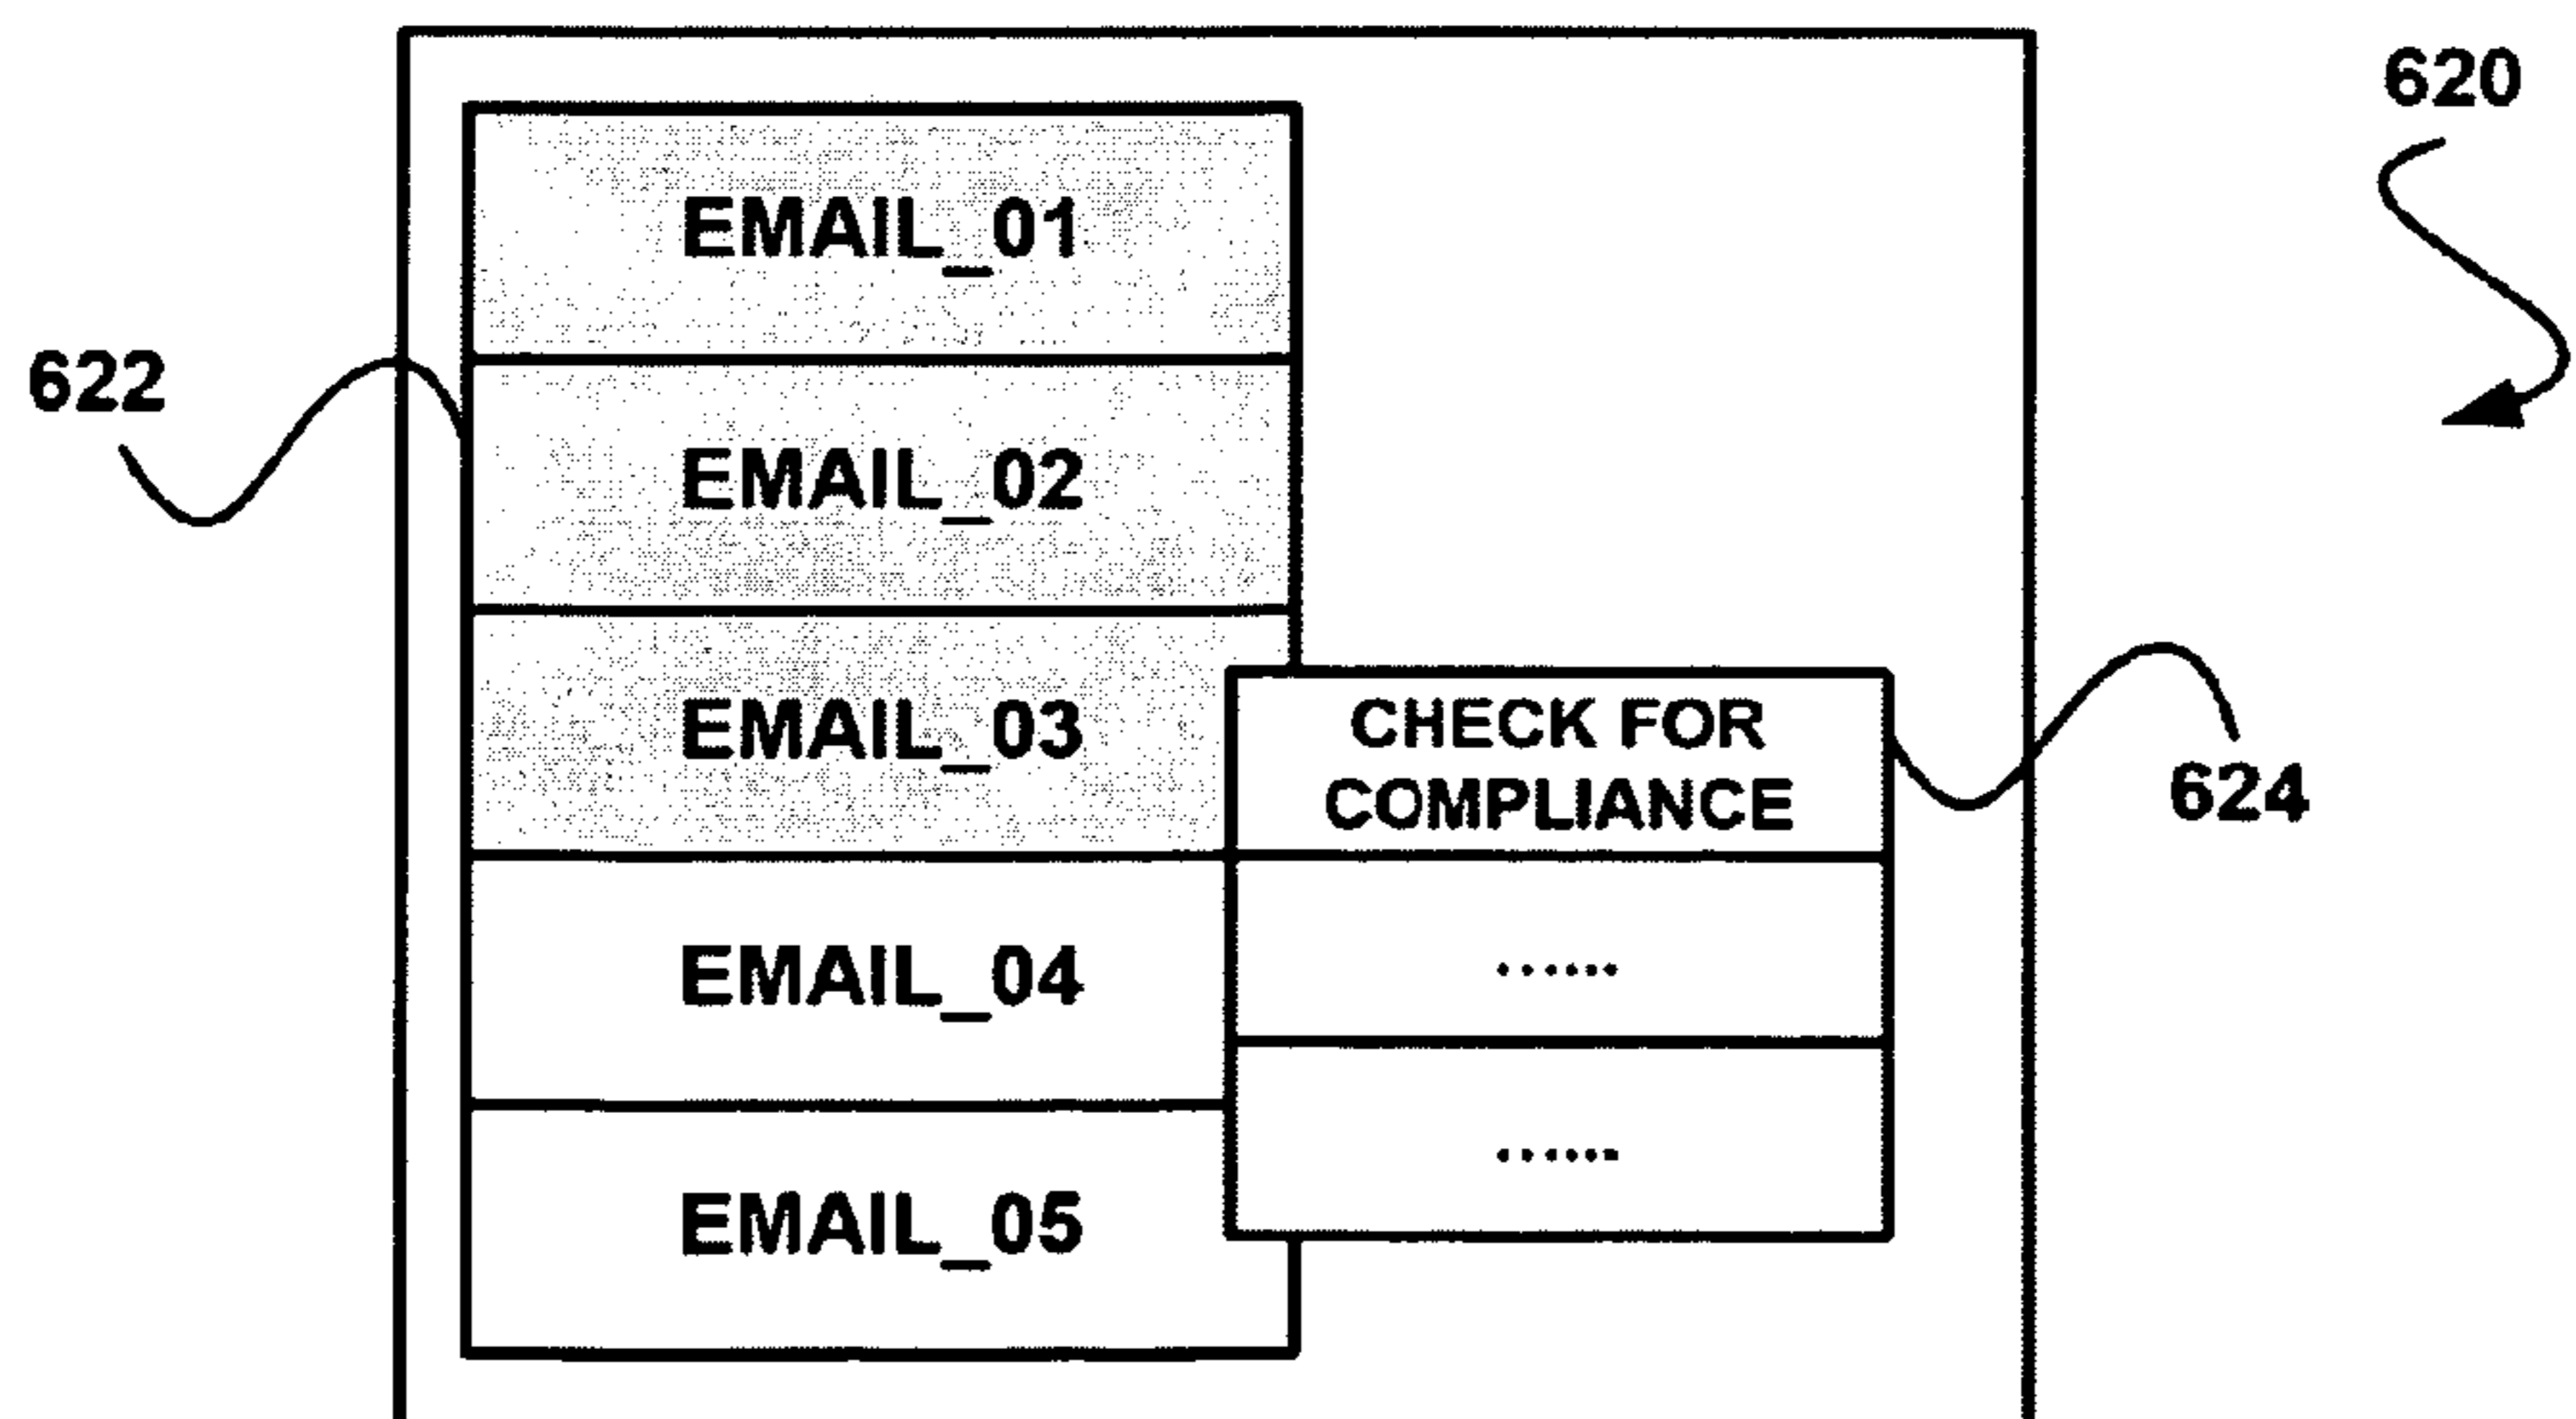 620
EMAIL_01
622
EMAIL_02
EMAIL_03
CHECK FOR
COMPLIANCE
624
EMAIL_04
......
EMAIL_05
......